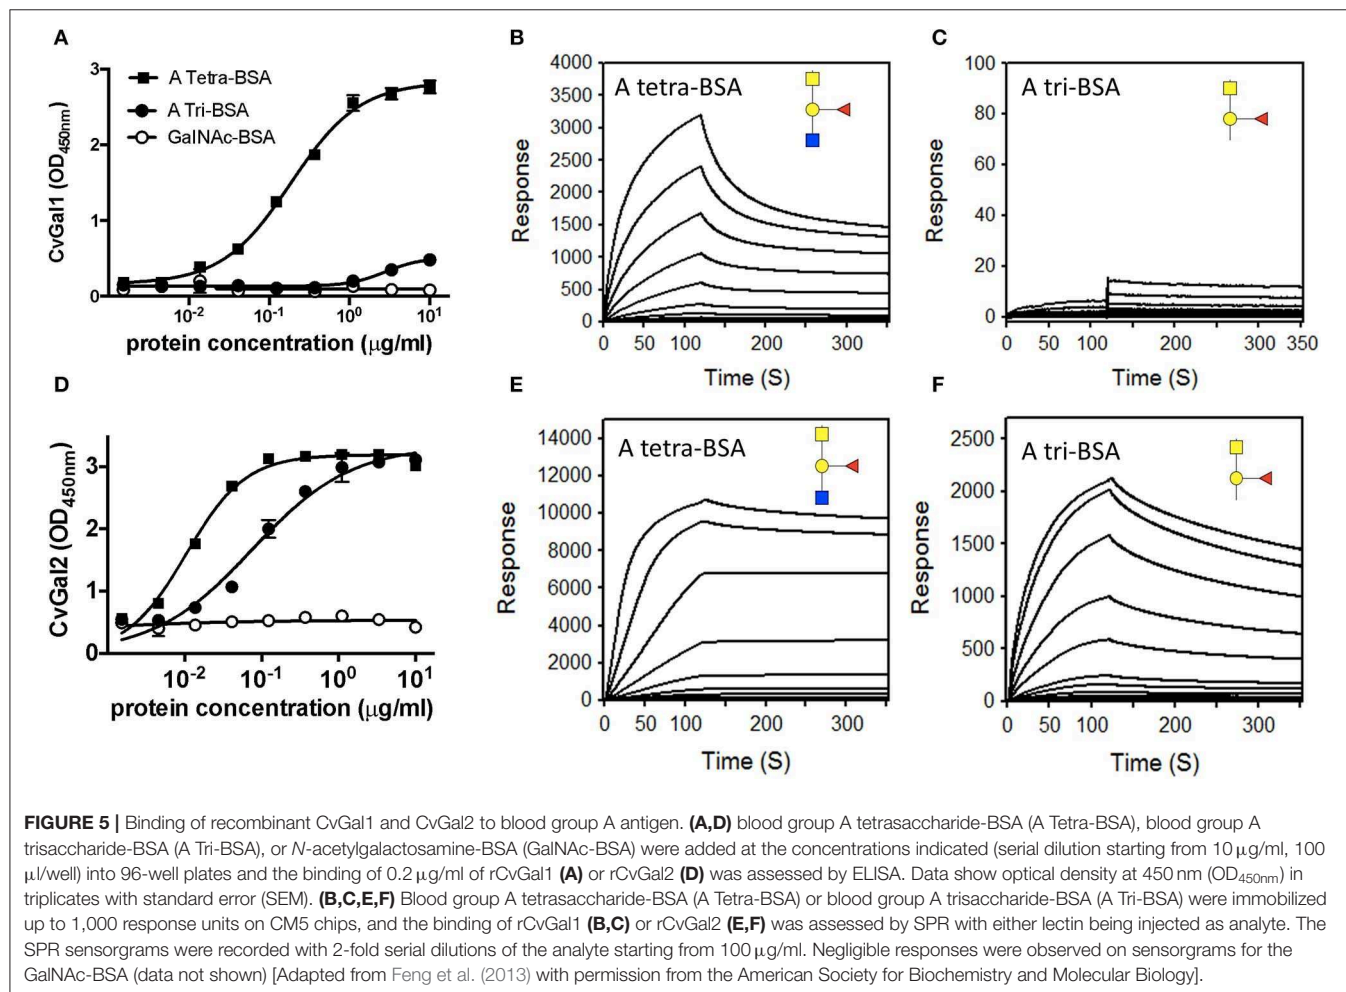 A
B
C
3
2
1
0
CvGal1 (OD450nm)
A Tetra-BSA
A Tri-BSA
GalNAc-BSA
10-2 10-1 100 101
protein concentration (μg/ml)
4000
3500
3000
2500
2000
1500
1000
500
0
Response
A tetra-BSA
0 50 100 200 300
Time (S)
100
80
60
40
20
0
Response
A tri-BSA
0 50 100 200 300 350
Time (S)
D
E
F
3
2
1
0
CvGal2 (OD450nm)
10-2 10-1 100 101
protein concentration (μg/ml)
14000
12000
10000
8000
6000
4000
2000
0
Response
A tetra-BSA
0 50 100 200 300
Time (S)
2500
2000
1500
1000
500
0
Response
A tri-BSA
0 50 100 200 300
Time (S)
FIGURE 5 | Binding of recombinant CvGal1 and CvGal2 to blood group A antigen. (A,D) blood group A tetrasaccharide-BSA (A Tetra-BSA), blood group A
trisaccharide-BSA (A Tri-BSA), or N-acetylgalactosamine-BSA (GalNAc-BSA) were added at the concentrations indicated (serial dilution starting from 10 μg/ml, 100
μl/well) into 96-well plates and the binding of 0.2 μg/ml of rCvGal1 (A) or rCvGal2 (D) was assessed by ELISA. Data show optical density at 450 nm (OD450nm) in
triplicates with standard error (SEM). (B,C,E,F) Blood group A tetrasaccharide-BSA (A Tetra-BSA) or blood group A trisaccharide-BSA (A Tri-BSA) were immobilized
up to 1,000 response units on CM5 chips, and the binding of rCvGal1 (B,C) or rCvGal2 (E,F) was assessed by SPR with either lectin being injected as analyte. The
SPR sensorgrams were recorded with 2-fold serial dilutions of the analyte starting from 100 μg/ml. Negligible responses were observed on sensorgrams for the
GalNAc-BSA (data not shown) [Adapted from Feng et al. (2013) with permission from the American Society for Biochemistry and Molecular Biology].